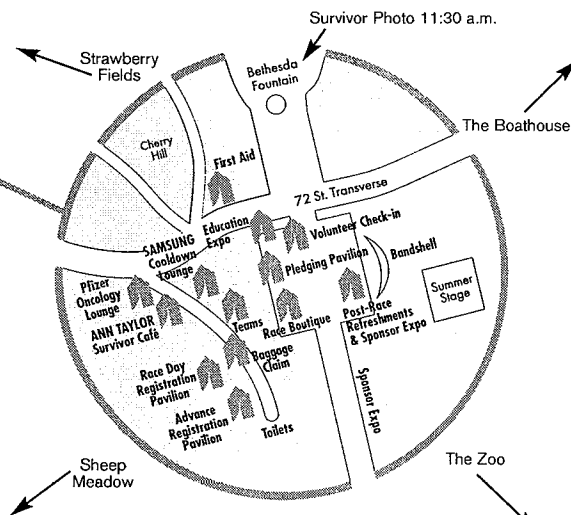 Survivor Photo 11:30 a.m.
Strawberry
Fields
Bethesda
Fountain
The Boathouse
Cherry
Hill
First Aid
72 St. Transverse
Education
Expo
Volunteer Check-in
SAMSUNG
Cooldown
Lounge
Pledging Pavilion
Bandshell
Pfizer
Oncology
Lounge
Summer
Stage
ANN TAYLOR
Survivor Café
Teams
Race Boutique
Post-Race
Refreshments
& Sponsor Expo
Race Day
Registration
Pavilion
Baggage
Claim
Sponsor Expo
Advance
Registration
Pavilion
Toilets
Sheep
Meadow
The Zoo